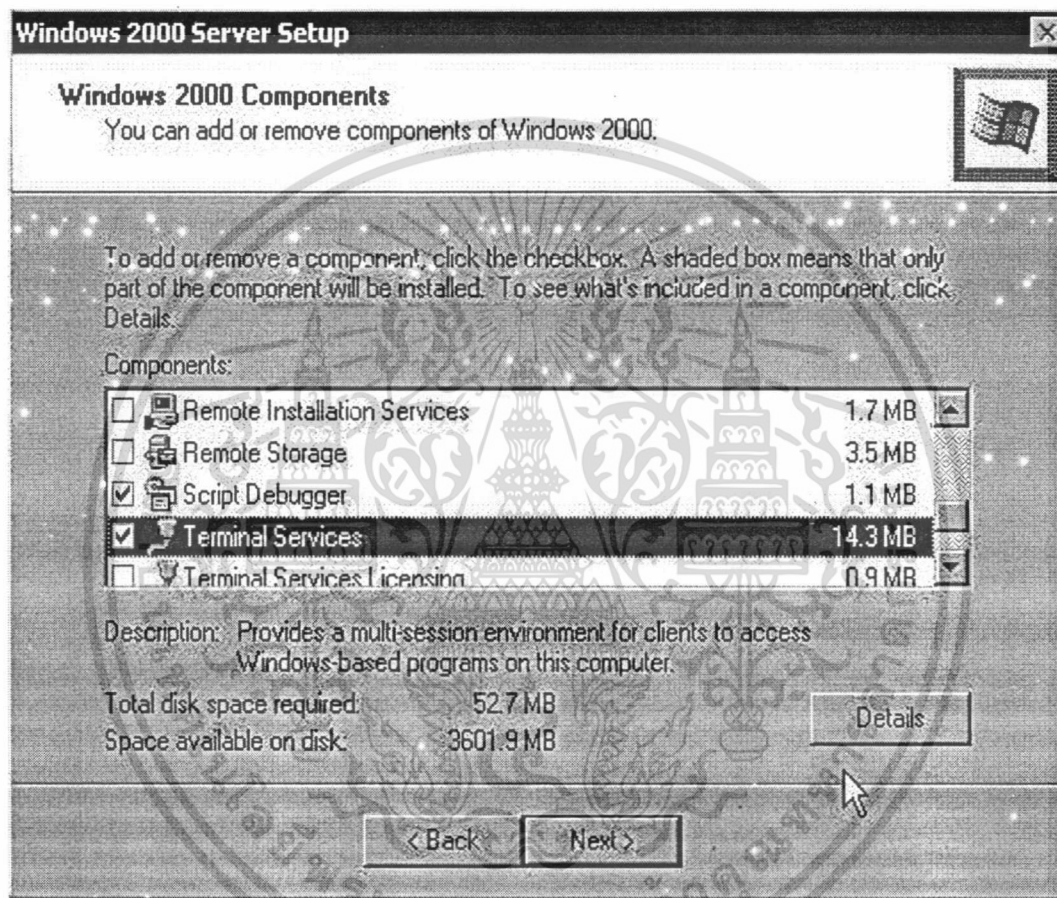 Windows 2000 Server Setup
Windows 2000 Components
You can add or remove components of Windows 2000.
To add or remove a component, click the checkbox. A shaded box means that only
part of the component will be installed. To see what's included in a component, click
Details.
Components:
Remote Installation Services 1.7 MB
Remote Storage 3.5 MB
Script Debugger 1.1 MB
Terminal Services 14.3 MB
Terminal Services Licensing 0.9 MB
Description: Provides a multi-session environment for clients to access
Windows-based programs on this computer.
Total disk space required: 52.7 MB
Space available on disk: 3601.9 MB
Details
< Back
Next >